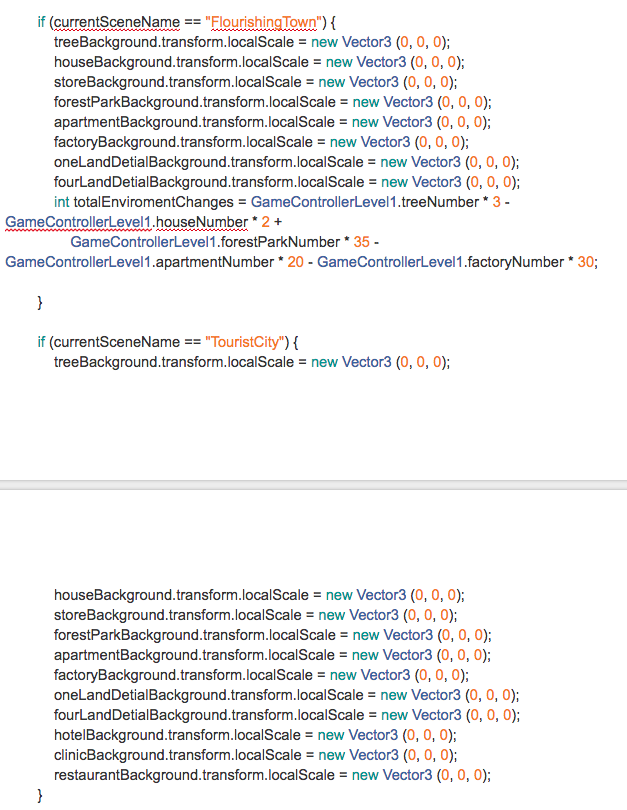 if (currentSceneName == "FlourishingTown") {
treeBackground.transform.localScale = new Vector3 (0, 0, 0);
houseBackground.transform.localScale = new Vector3 (0, 0, 0);
storeBackground.transform.localScale = new Vector3 (0, 0, 0);
forestParkBackground.transform.localScale = new Vector3 (0, 0, 0);
apartmentBackground.transform.localScale = new Vector3 (0, 0, 0);
factoryBackground.transform.localScale = new Vector3 (0, 0, 0);
oneLandDetialBackground.transform.localScale = new Vector3 (0, 0, 0);
fourLandDetialBackground.transform.localScale = new Vector3 (0, 0, 0);
int totalEnviromentChanges = GameControllerLevel1.treeNumber * 3 -
GameControllerLevel1.houseNumber * 2 +
GameControllerLevel1.forestParkNumber * 35 -
GameControllerLevel1.apartmentNumber * 20 - GameControllerLevel1.factoryNumber * 30;
}
if (currentSceneName == "TouristCity") {
treeBackground.transform.localScale = new Vector3 (0, 0, 0);
houseBackground.transform.localScale = new Vector3 (0, 0, 0);
storeBackground.transform.localScale = new Vector3 (0, 0, 0);
forestParkBackground.transform.localScale = new Vector3 (0, 0, 0);
apartmentBackground.transform.localScale = new Vector3 (0, 0, 0);
factoryBackground.transform.localScale = new Vector3 (0, 0, 0);
oneLandDetialBackground.transform.localScale = new Vector3 (0, 0, 0);
fourLandDetialBackground.transform.localScale = new Vector3 (0, 0, 0);
hotelBackground.transform.localScale = new Vector3 (0, 0, 0);
clinicBackground.transform.localScale = new Vector3 (0, 0, 0);
restaurantBackground.transform.localScale = new Vector3 (0, 0, 0);
}